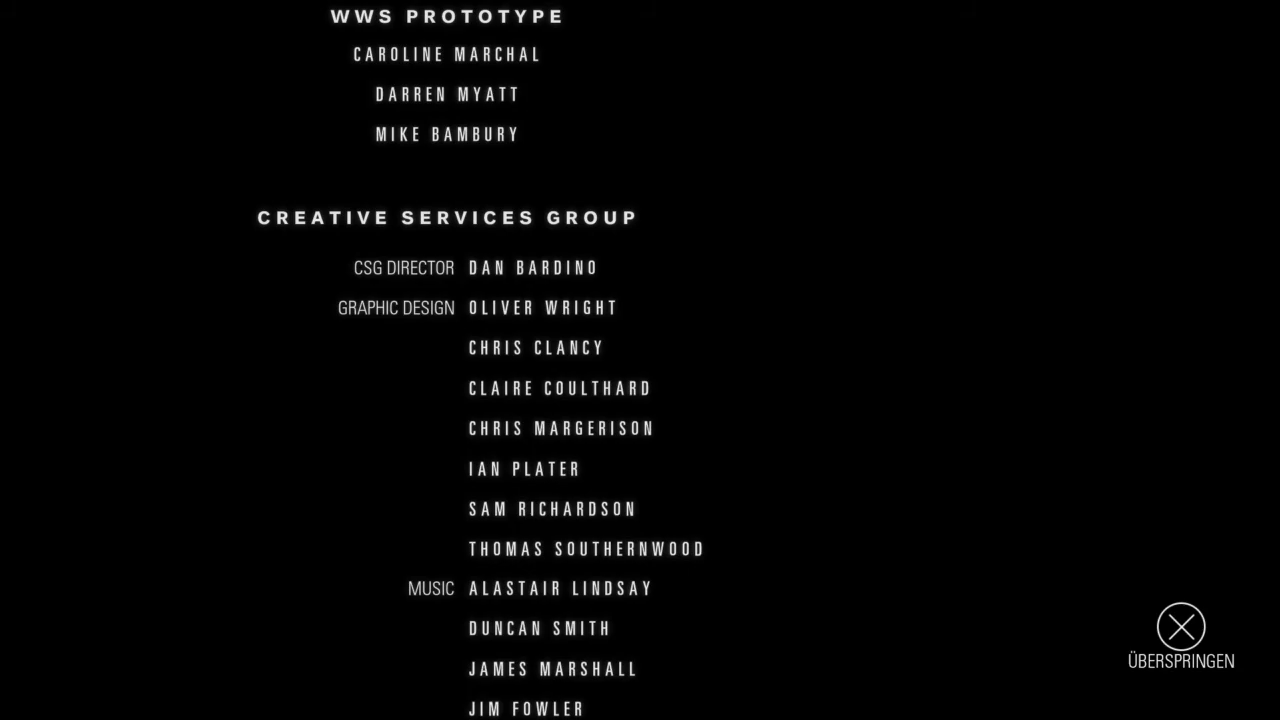 WWS PROTOTYPE
CAROLINE MARCHAL
DARREN MYATT
MIKE BAMBURY
CREATIVE SERVICES GROUP
CSG DIRECTOR DAN BARDINO
GRAPHIC DESIGN OLIVER WRIGHT
CHRIS CLANCY
CLAIRE COULTHARD
CHRIS MARGERISON
IAN PLATER
SAM RICHARDSON
THOMAS SOUTHERNWOOD
MUSIC ALASTAIR LINDSAY
DUNCAN SMITH
JAMES MARSHALL
JIM FOWLER
ÜBERSPRINGEN